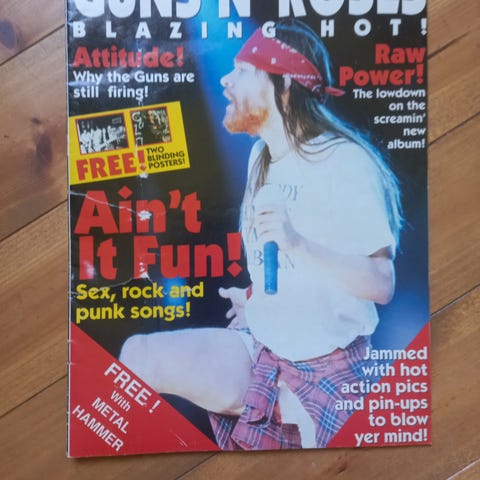 GUNS N' ROSES
BLAZING HOT!
Attitude!
Why the Guns are
still firing!
FREE!
TWO
BLINDING
POSTERS!
Raw
Power!
The lowdown
on the
screamin'
new
album!
Ain't
It Fun!
Sex, rock and
punk songs!
FREE!
With
METAL
HAMMER
Jammed
with hot
action pics
and pin-ups
to blow
yer mind!